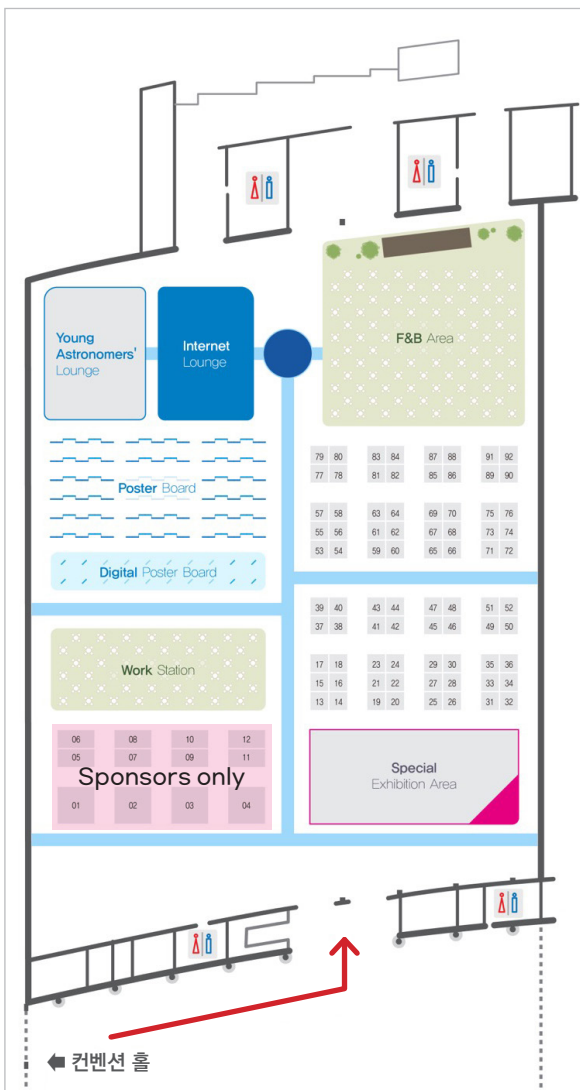 Young
Astronomers'
Lounge
Internet
Lounge
F&B Area
79 80 83 84 87 88 91 92
77 78 81 82 85 86 89 90
Poster Board
57 58 63 64 69 70 75 76
55 56 61 62 67 68 73 74
53 54 59 60 65 66 71 72
Digital Poster Board
39 40 43 44 47 48 51 52
37 38 41 42 45 46 49 50
Work Station
17 18 23 24 29 30 35 36
15 16 21 22 27 28 33 34
13 14 19 20 25 26 31 32
06 08 10 12
05 07 09 11
Sponsors only
01 02 03 04
Special
Exhibition Area
컨벤션 홀